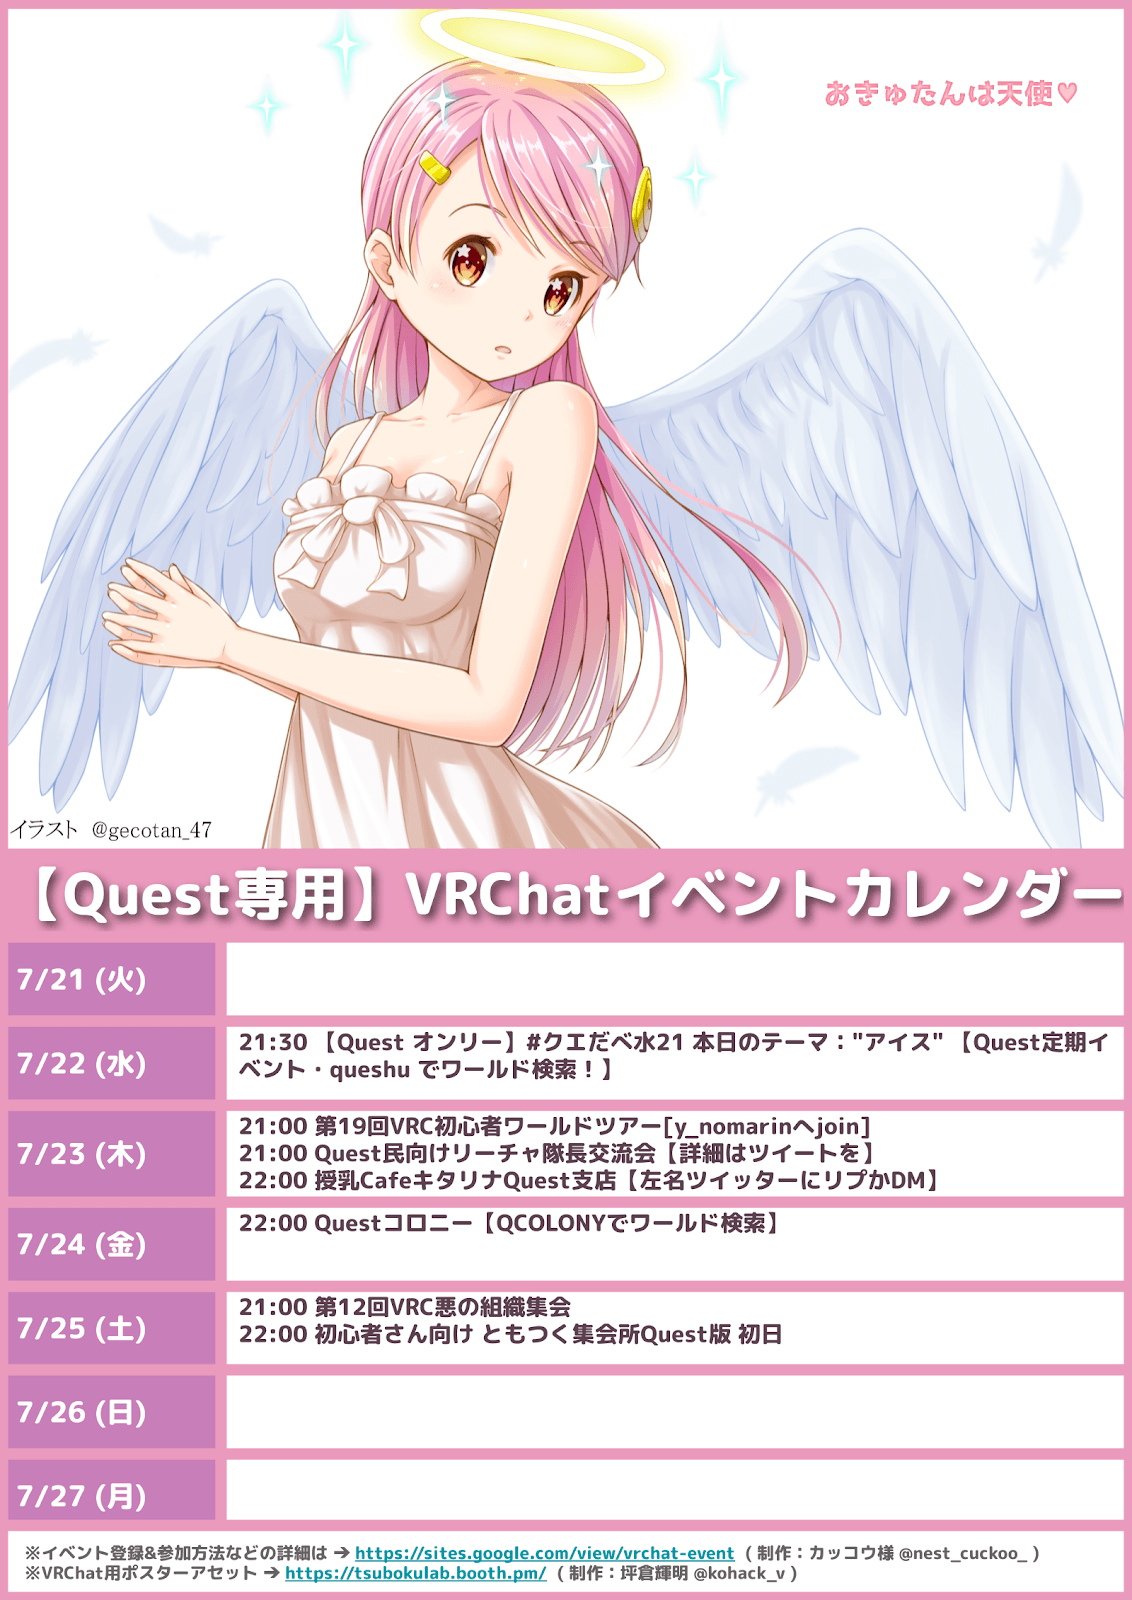 おきゅたんは天使♥
イラスト @gecotan_47
【Quest専用】VRChatイベントカレンダー
7/21 (火)
7/22 (水)
21:30 【Quest オンリー】#クエだべ水21 本日のテーマ："アイス" 【Quest定期イ
ベント・queshu でワールド検索！】
7/23 (木)
21:00 第19回VRC初心者ワールドツアー[y_nomarinへjoin]
21:00 Quest民向けリーチャ隊長交流会【詳細はツイートを】
22:00 授乳CafeキタリナQuest支店【左名ツイッターにリプかDM】
7/24 (金)
22:00 Questコロニー【QCOLONYでワールド検索】
7/25 (土)
21:00 第12回VRC悪の組織集会
22:00 初心者さん向け ともつく集会所Quest版 初日
7/26 (日)
7/27 (月)
※イベント登録&参加方法などの詳細は → https://sites.google.com/view/vrchat-event ( 制作：カッコウ様 @nest_cuckoo_ )
※VRChat用ポスターアセット → https://tsubokulab.booth.pm/ ( 制作：坪倉輝明 @kohack_v )